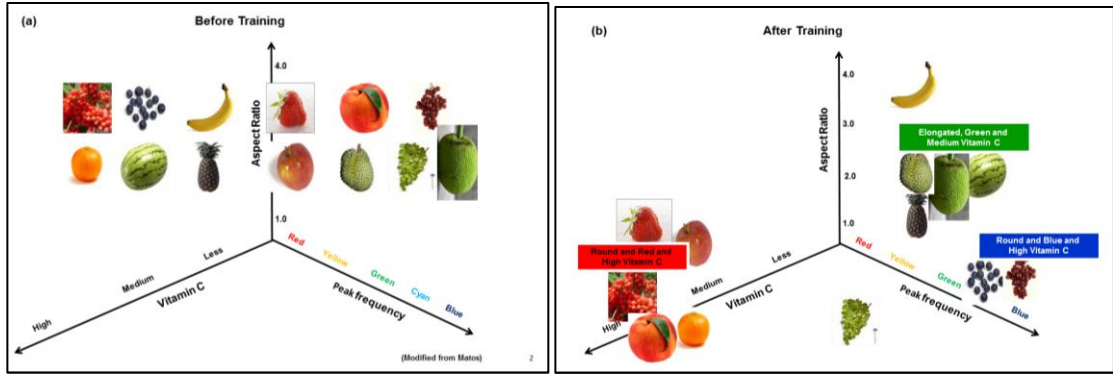 (a)
Before Training
4.0
Aspect Ratio
1.0
Red
Yellow
Green
Cyan
Blue
Peak frequency
Less
Medium
High
Vitamin C
(Modified from Matos)
2
(b)
After Training
4.0
3.0
2.0
1.0
Aspect Ratio
Elongated, Green and
Medium Vitamin C
Round and Blue and
High Vitamin C
Round and Red and
High Vitamin C
Red
Yellow
Green
Blue
Peak frequency
Less
Medium
High
Vitamin C